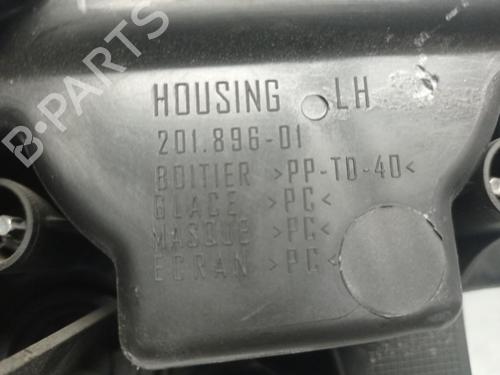 HOUSING LH
201.896-01
BOITIER >PP-TD-40<
GLACE >PC<
MASQUE >PC<
ECRAN >PC<
B-PARTS